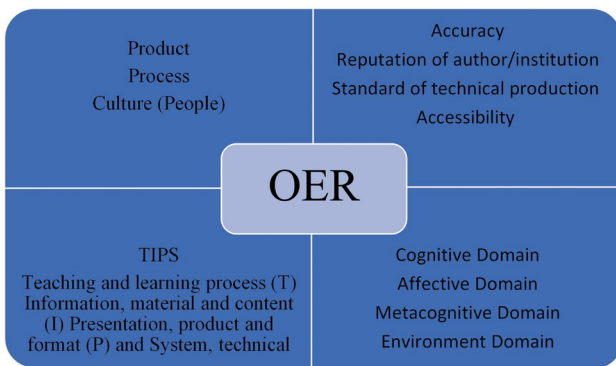 Product
Process
Culture (People)
Accuracy
Reputation of author/institution
Standard of technical production
Accessibility
OER
TIPS
Teaching and learning process (T)
Information, material and content
(I) Presentation, product and
format (P) and System, technical
Cognitive Domain
Affective Domain
Metacognitive Domain
Environment Domain